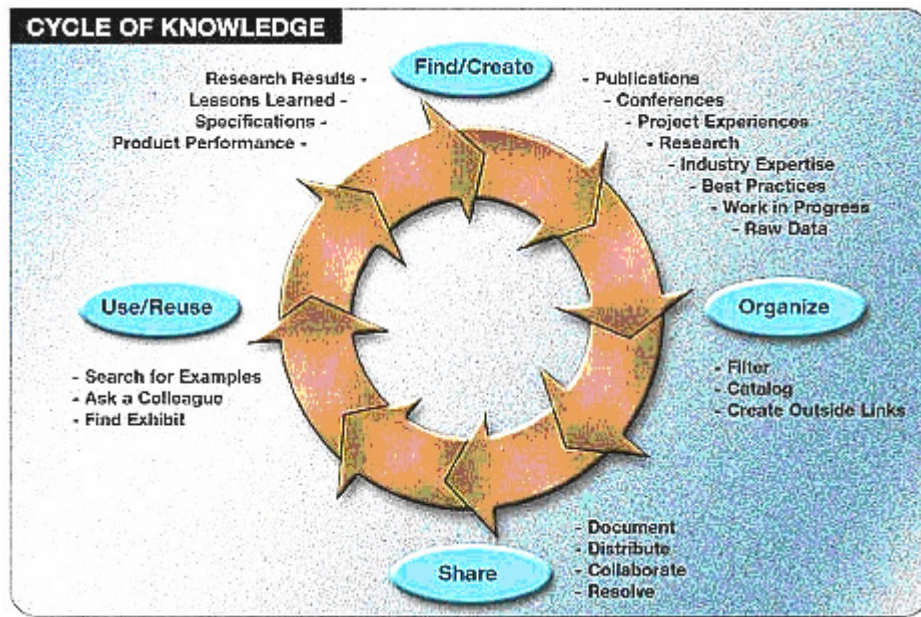 CYCLE OF KNOWLEDGE
Find/Create
Research Results -
Lessons Learned -
Specifications -
Product Performance -
- Publications
- Conferences
- Project Experiences
- Research
- Industry Expertise
- Best Practices
- Work in Progress
- Raw Data
Use/Reuse
- Search for Examples
- Ask a Colleague
- Find Exhibit
Organize
- Filter
- Catalog
- Create Outside Links
Share
- Document
- Distribute
- Collaborate
- Resolve